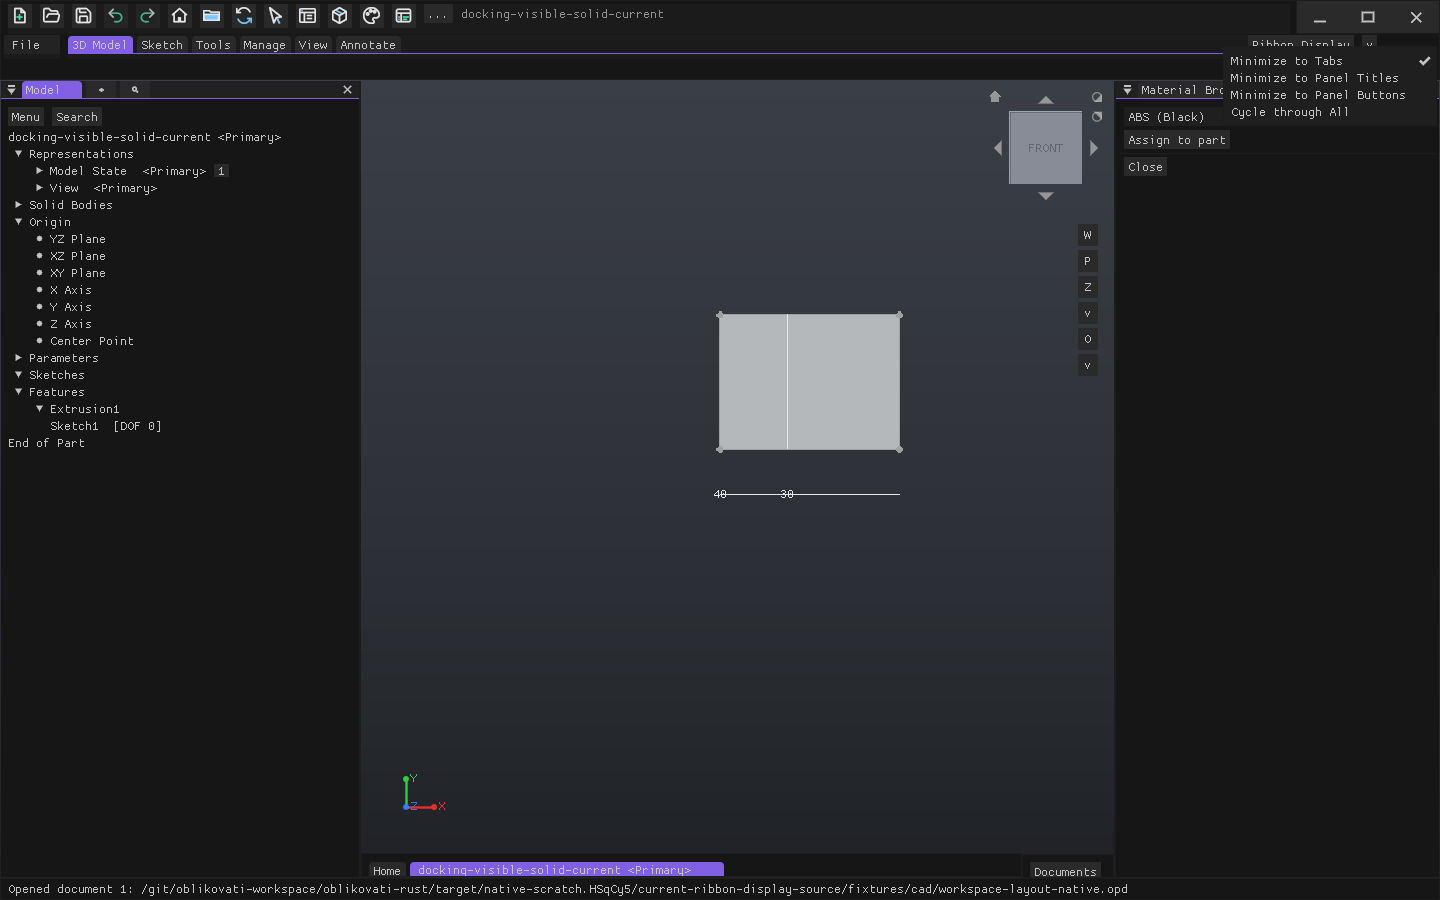 ... docking-visible-solid-current
File 3D Model Sketch Tools Manage View Annotate Ribbon Display v
Minimize to Tabs
Minimize to Panel Titles
Minimize to Panel Buttons
Cycle through All
Model
Menu Search
docking-visible-solid-current <Primary>
Representations
Model State <Primary> 1
View <Primary>
Solid Bodies
Origin
YZ Plane
XZ Plane
XY Plane
X Axis
Y Axis
Z Axis
Center Point
Parameters
Sketches
Features
Extrusion1
Sketch1 [DOF 0]
End of Part
FRONT
W
P
Z
v
O
v
40 30
Y
Z X
Material Bro
ABS (Black)
Assign to part
Close
Home docking-visible-solid-current <Primary> Documents
Opened document 1: /git/oblikovati-workspace/oblikovati-rust/target/native-scratch.HSqCy5/current-ribbon-display-source/fixtures/cad/workspace-layout-native.opd